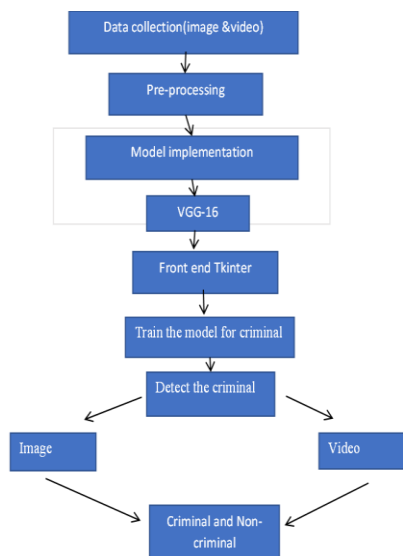 Data collection(image &video)
Pre-processing
Model implementation
VGG-16
Front end Tkinter
Train the model for criminal
Detect the criminal
Image
Video
Criminal and Non-
criminal